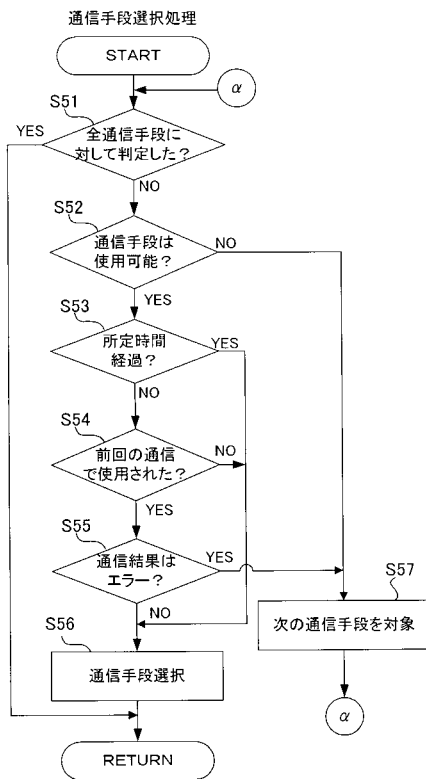 通信手段選択処理
START
α
S51
YES
全通信手段に
対して判定した？
NO
S52
通信手段は
使用可能？
NO
YES
S53
所定時間
経過？
YES
NO
S54
前回の通信
で使用された？
NO
YES
S55
通信結果は
エラー？
YES
NO
S57
次の通信手段を対象
S56
通信手段選択
α
RETURN